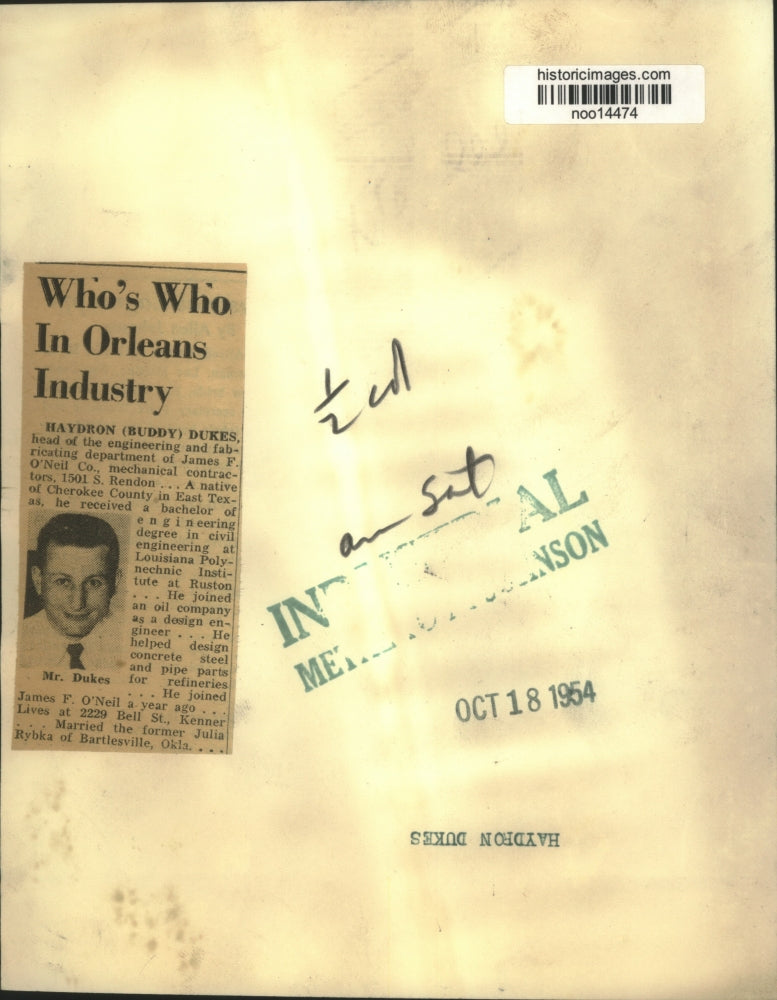 historicimages.com
noo14474
Who's Who
In Orleans
Industry
HAYDRON (BUDDY) DUKES,
head of the engineering and fab-
ricating department of James F.
O'Neil Co., mechanical contrac-
tors, 1501 S. Rendon . . . A native
of Cherokee County in East Tex-
as, he received a bachelor of
engineering
degree in civil
engineering at
Louisiana Poly-
nechnic Insti-
tute at Ruston
. . . He joined
an oil company
as a design en-
gineer . . . He
helped design
concrete steel
and pipe parts
for refineries
. . . He joined
Mr. Dukes
James F. O'Neil a year ago . . .
Lives at 2229 Bell St., Kenner
. . . Married the former Julia
Rybka of Bartlesville, Okla. . . .
1/2 col
am Sat
OCT 18 1954
HAYDRON DUKES